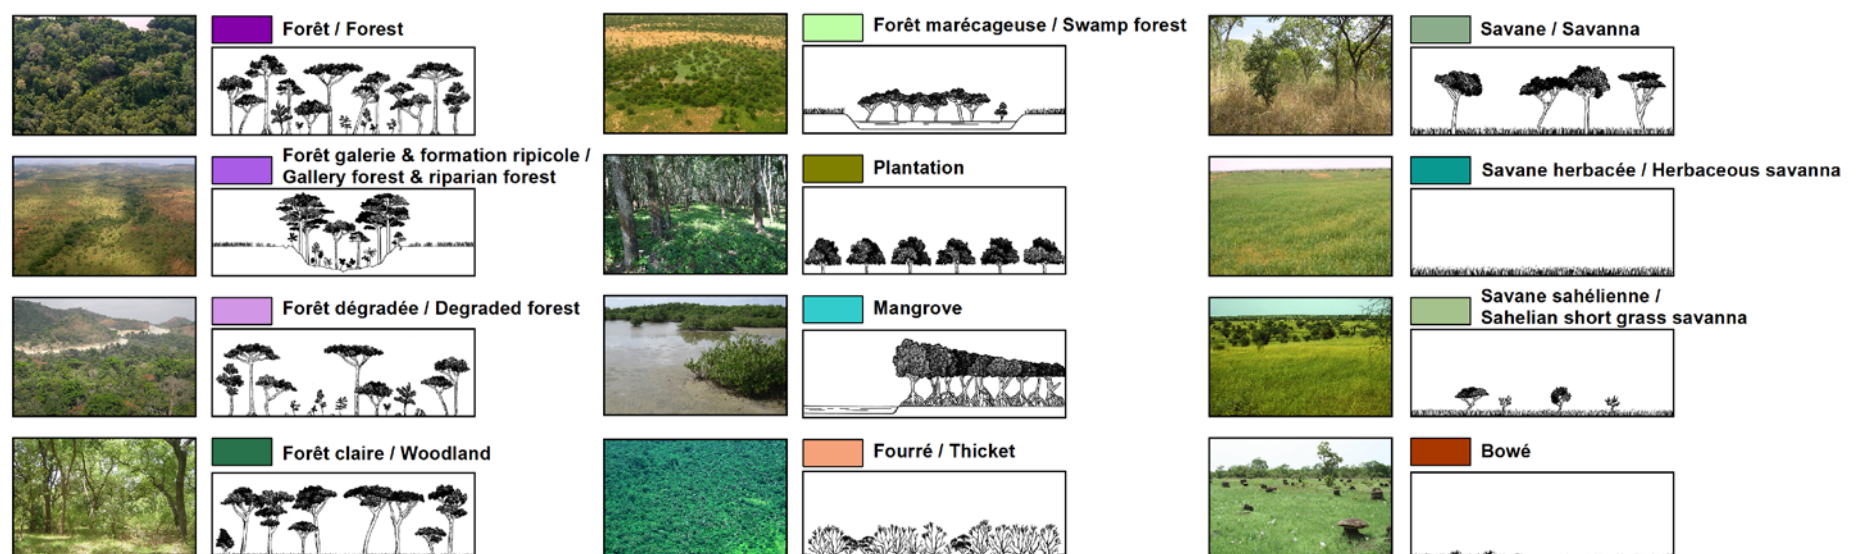 Forêt / Forest
Forêt galerie & formation ripicole /
Gallery forest & riparian forest
Forêt dégradée / Degraded forest
Forêt claire / Woodland
Forêt marécageuse / Swamp forest
Plantation
Mangrove
Fourré / Thicket
Savane / Savanna
Savane herbacée / Herbaceous savanna
Savane sahélienne /
Sahelian short grass savanna
Bowé